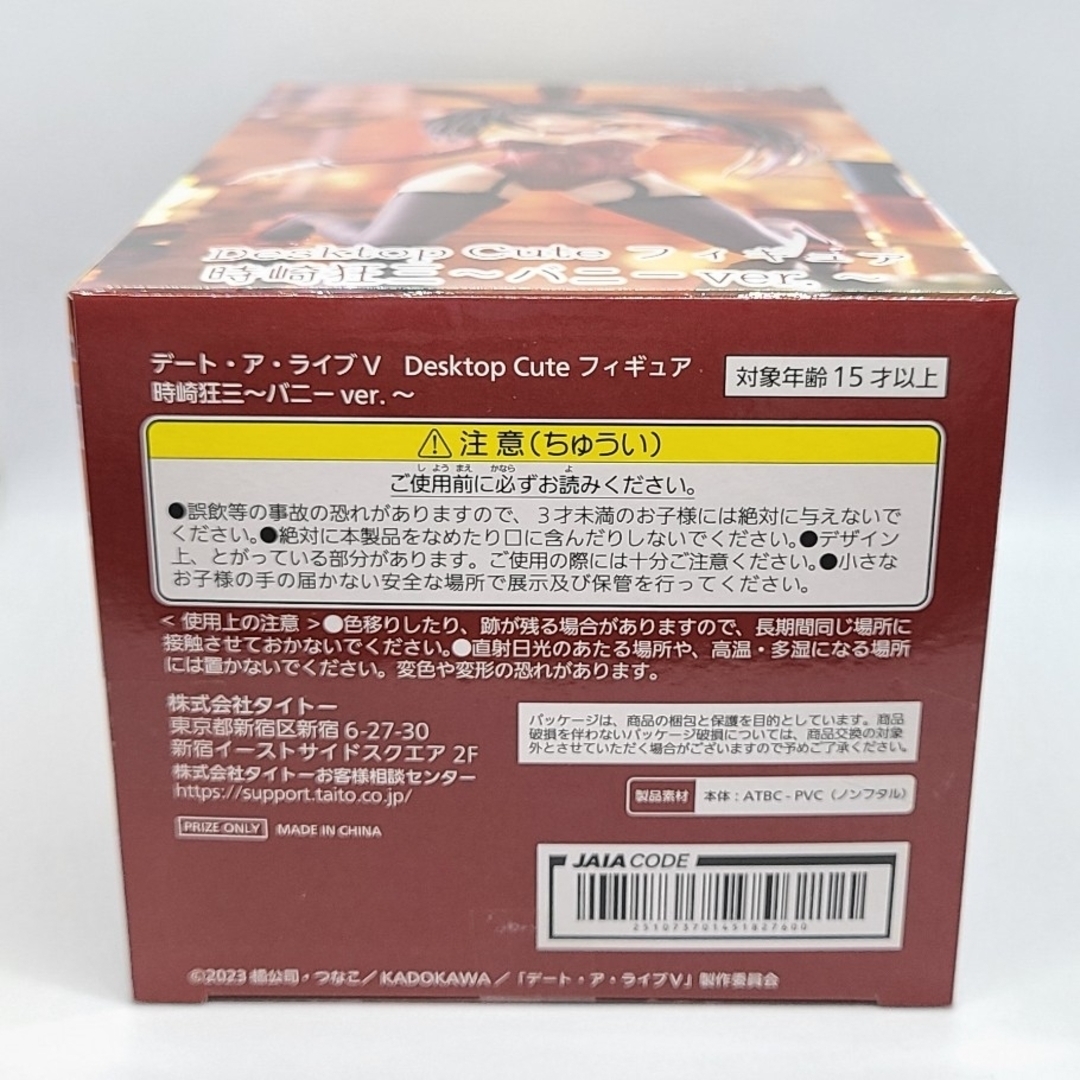 Desktop Cute フィギュア
時崎狂三～バニーver.～
デート・ア・ライブⅤ Desktop Cute フィギュア
時崎狂三～バニー ver. ～
対象年齢 15 才以上
⚠ 注 意(ちゅうい)
しようまえ かなら よ
ご使用前に必ずお読みください。
●誤飲等の事故の恐れがありますので、３才未満のお子様には絶対に与えないで
ください。●絶対に本製品をなめたり口に含んだりしないでください。●デザイン
上、とがっている部分があります。ご使用の際には十分ご注意ください。●小さな
お子様の手の届かない安全な場所で展示及び保管を行ってください。
< 使用上の注意 >●色移りしたり、跡が残る場合がありますので、長期間同じ場所に
接触させておかないでください。●直射日光のあたる場所や、高温・多湿になる場所
には置かないでください。変色や変形の恐れがあります。
株式会社タイトー
東京都新宿区新宿 6-27-30
新宿イーストサイドスクエア 2F
株式会社タイトーお客様相談センター
https://support.taito.co.jp/
PRIZE ONLY MADE IN CHINA
パッケージは、商品の梱包と保護を目的としています。商品
破損を伴わないパッケージ破損については、商品交換の対象
外とさせていただく場合がございますので予めご了承ください。
製品素材 本体：ATBC-PVC（ノンフタル）
JAIA CODE
251073701451827600
©2023 橘公司・つなこ／KADOKAWA／「デート・ア・ライブⅤ」製作委員会